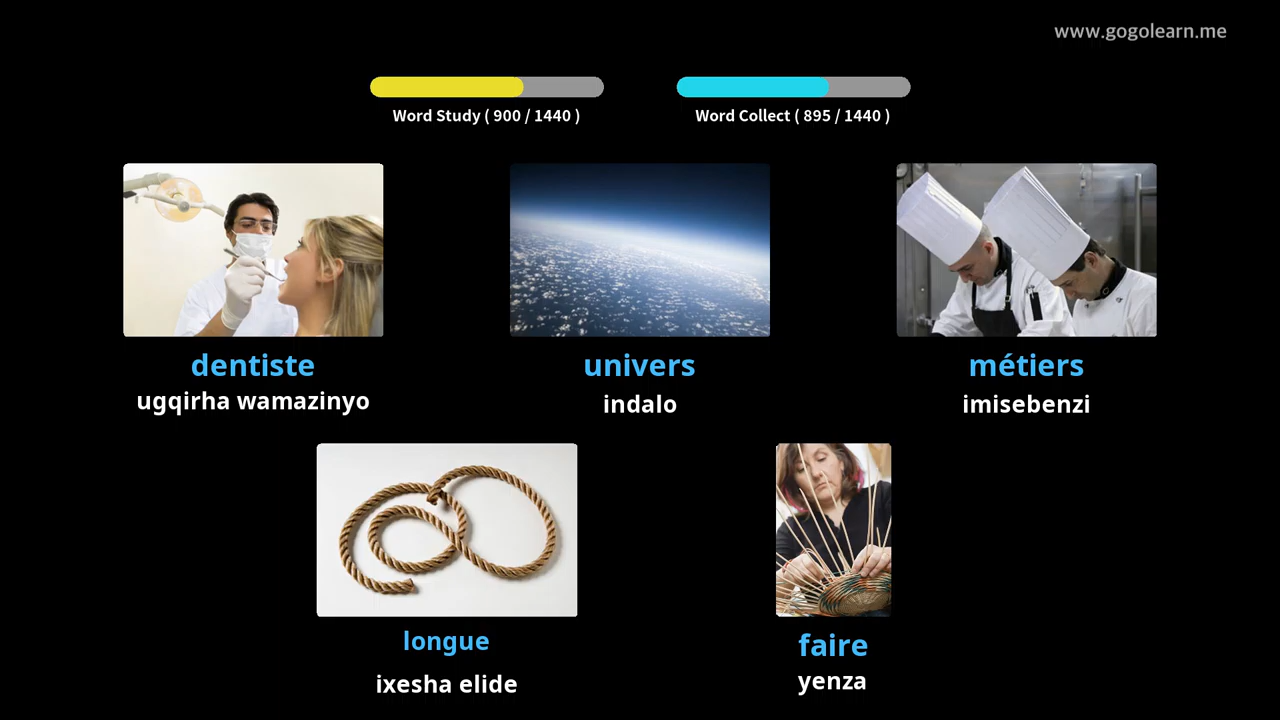 www.gogolearn.me
Word Study ( 900 / 1440 )
Word Collect ( 895 / 1440 )
dentiste
ugqirha wamazinyo
univers
indalo
métiers
imisebenzi
longue
ixesha elide
faire
yenza